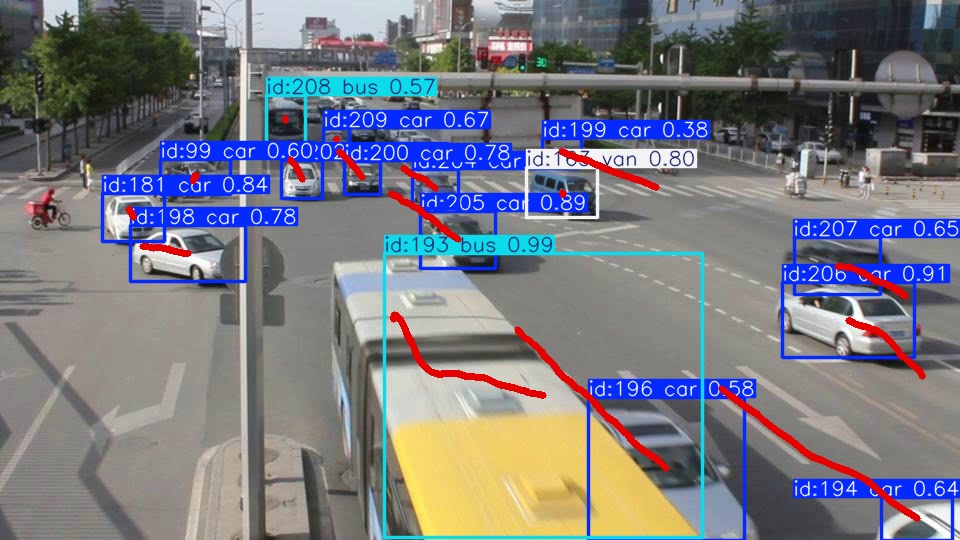 id:208 bus 0.57
30
id:209 car 0.67
id:199 car 0.38
id:99 car 0.60
id:200 car 0.78
id:163 van 0.80
id:181 car 0.84
id:205 car 0.89
id:198 car 0.78
id:193 bus 0.99
id:207 car 0.65
id:206 car 0.91
id:196 car 0.58
id:194 car 0.64